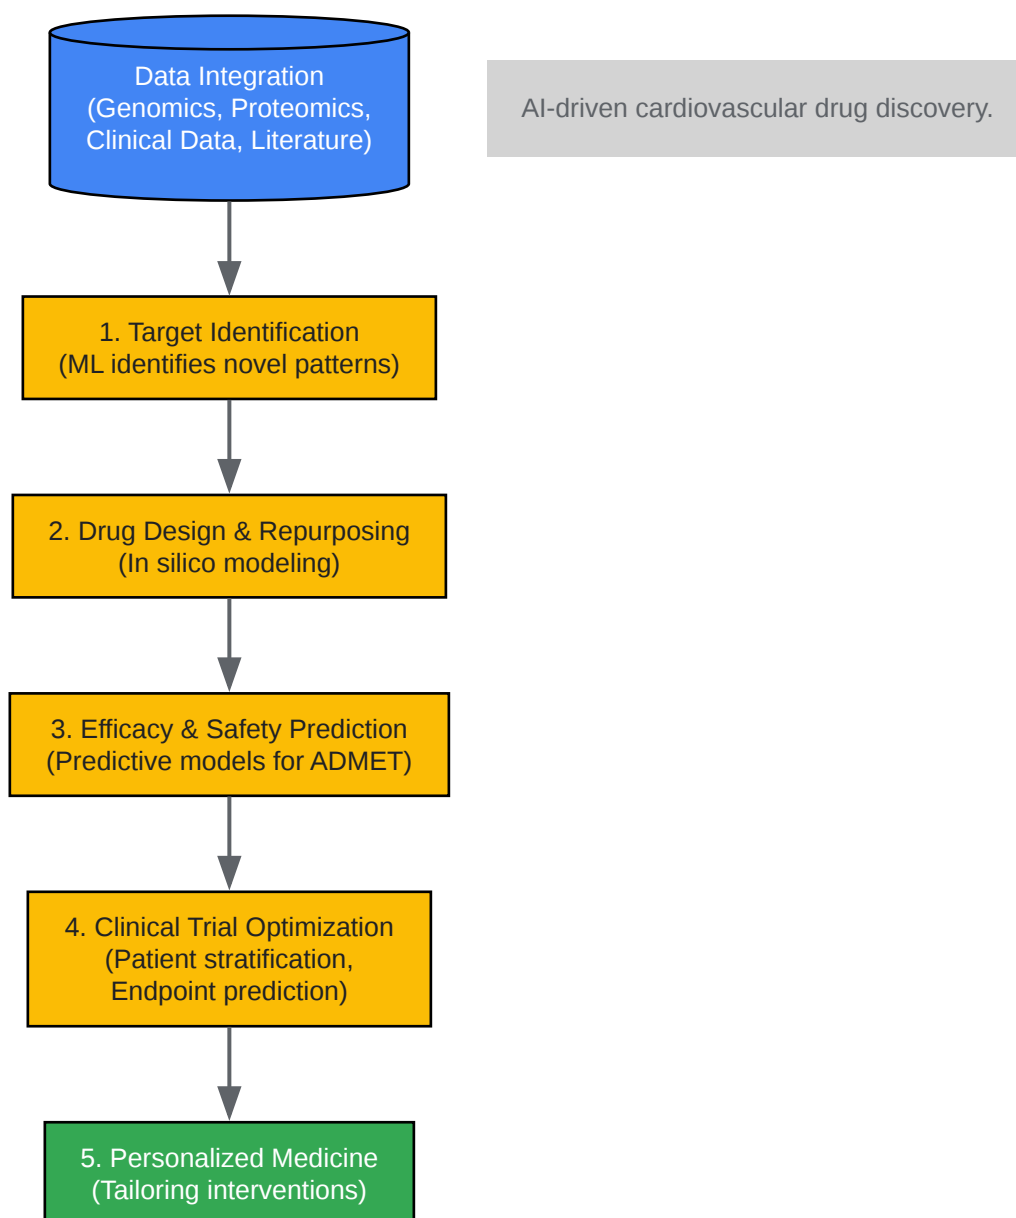 Data Integration
(Genomics, Proteomics,
Clinical Data, Literature)
AI-driven cardiovascular drug discovery.
1. Target Identification
(ML identifies novel patterns)
2. Drug Design & Repurposing
(In silico modeling)
3. Efficacy & Safety Prediction
(Predictive models for ADMET)
4. Clinical Trial Optimization
(Patient stratification,
Endpoint prediction)
5. Personalized Medicine
(Tailoring interventions)